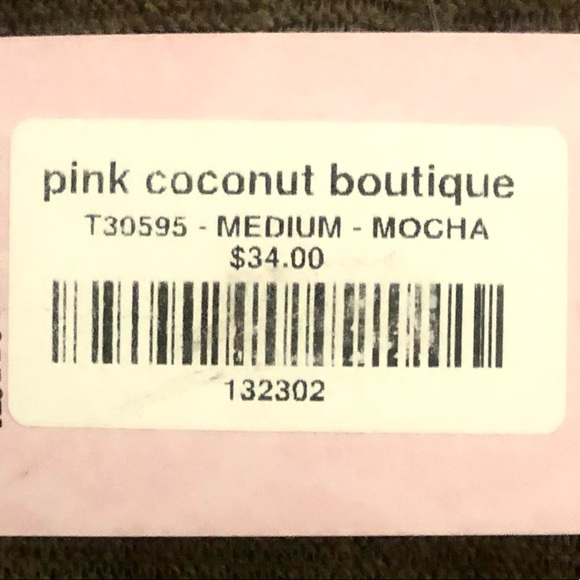 pink coconut boutique
T30595 - MEDIUM - MOCHA
$34.00
132302